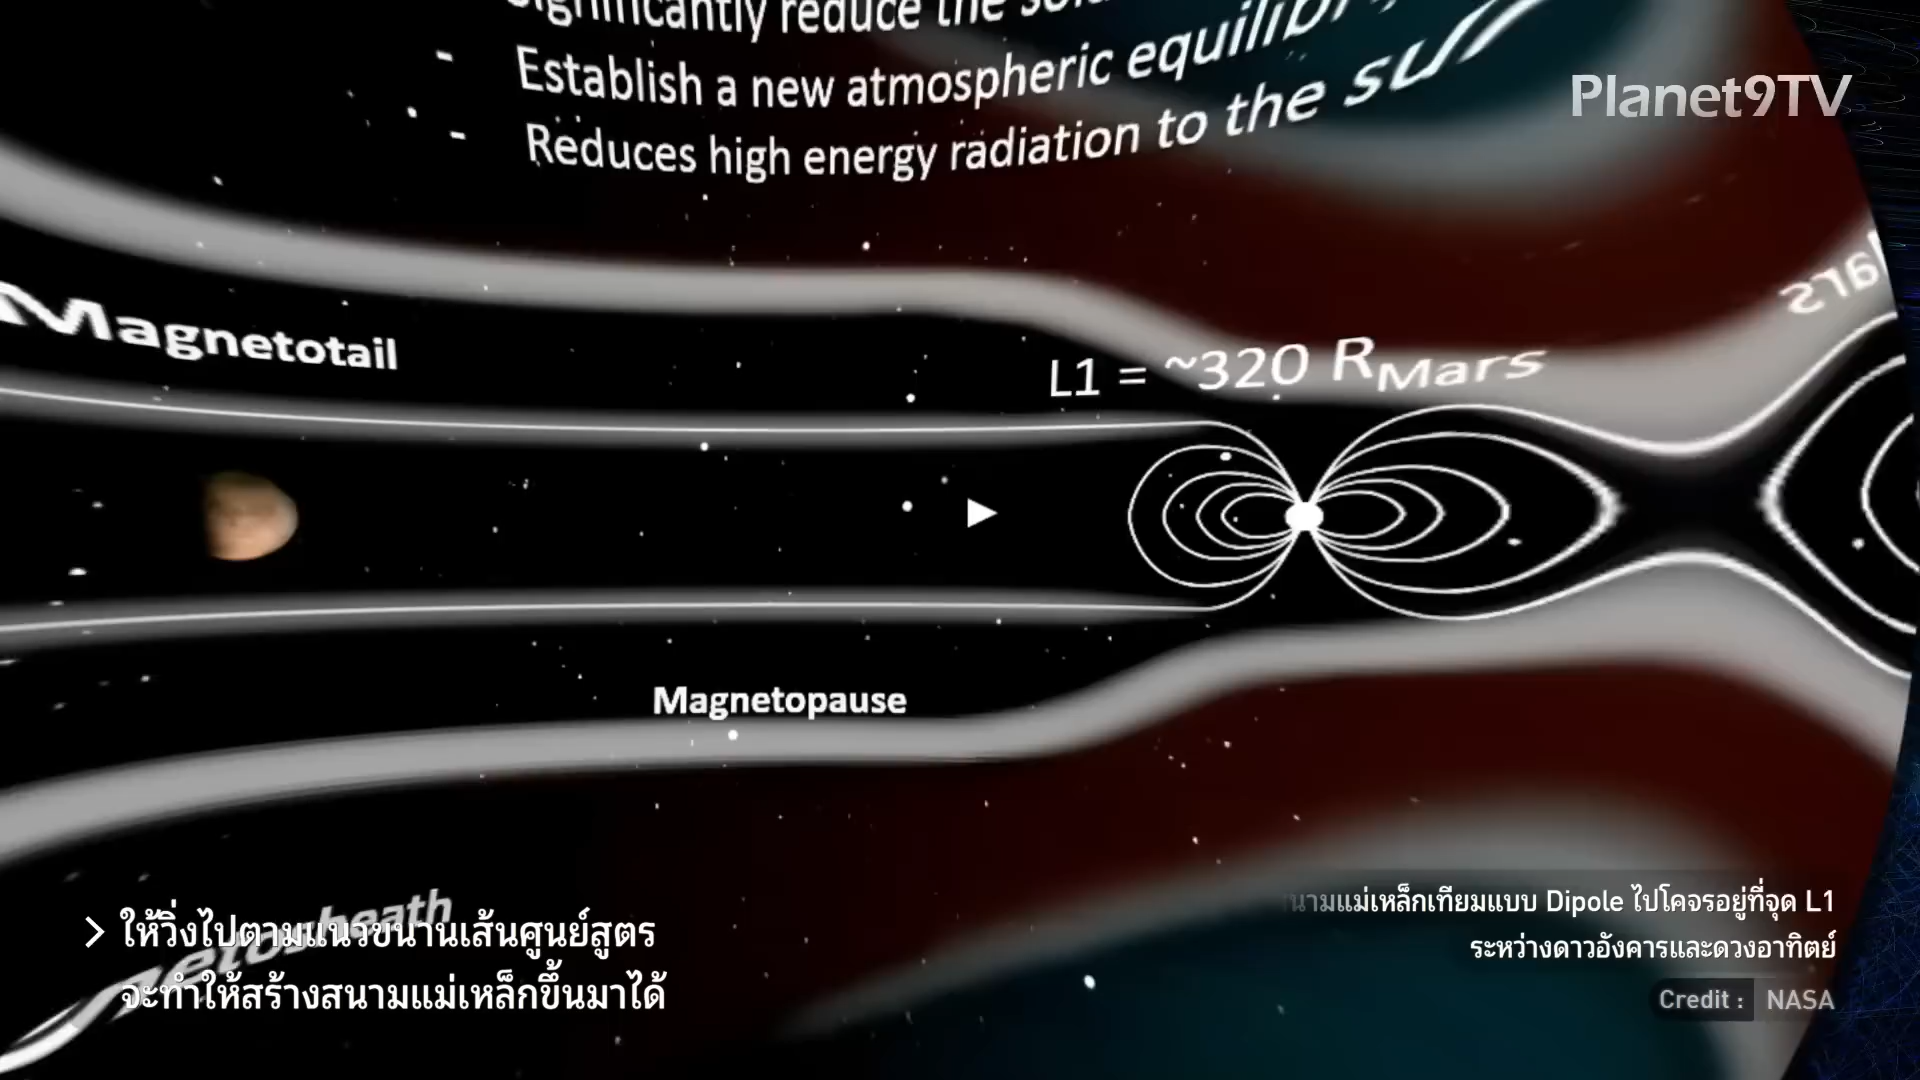 Significantly reduce the
- Establish a new atmospheric
- Reduces high energy radiation to the
Planet9TV
Magnetotail
L1 = ~320 RMars
Magnetopause
ให้วิ่งไปตามแนวขนานเส้นศูนย์สูตร
จะทำให้สร้างสนามแม่เหล็กขึ้นมาได้
สนามแม่เหล็กเทียมแบบ Dipole ไปโคจรอยู่ที่จุด L1
ระหว่างดาวอังคารและดวงอาทิตย์
Credit : NASA